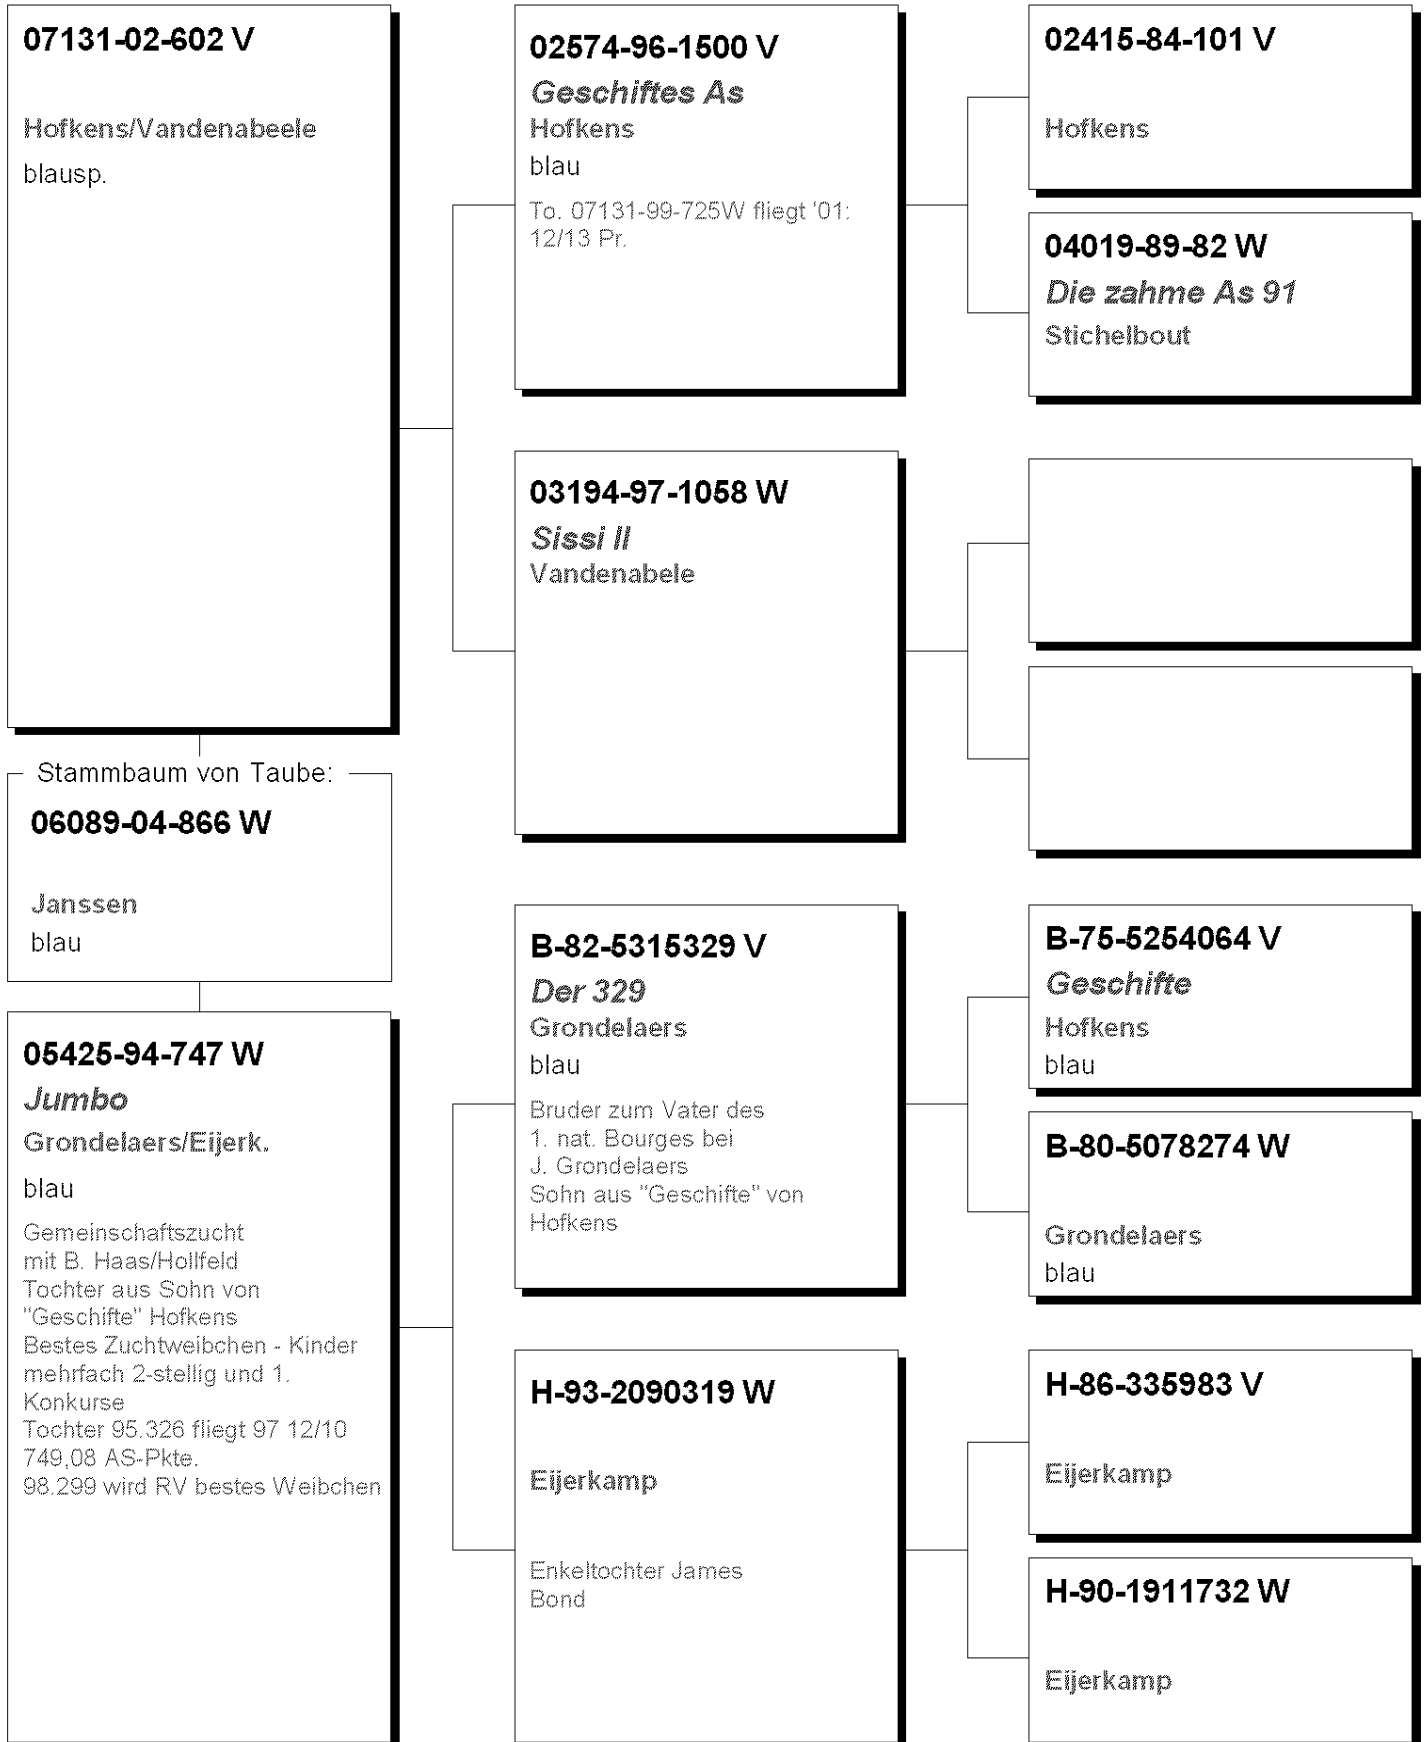 07131-02-602 V
Hofkens/Vandenabeele
blausp.
Stammbaum von Taube:
06089-04-866 W
Janssen
blau
05425-94-747 W
Jumbo
Grondelaers/Eijerk.
blau
Gemeinschaftszucht
mit B. Haas/Hollfeld
Tochter aus Sohn von
"Geschifte" Hofkens
Bestes Zuchtweibchen - Kinder
mehrfach 2-stellig und 1.
Konkurse
Tochter 95.326 fliegt 97 12/10
749,08 AS-Pkte.
98.299 wird RV bestes Weibchen
02574-96-1500 V
Geschiftes As
Hofkens
blau
To. 07131-99-725W fliegt '01:
12/13 Pr.
03194-97-1058 W
Sissi II
Vandenabele
B-82-5315329 V
Der 329
Grondelaers
blau
Bruder zum Vater des
1. nat. Bourges bei
J. Grondelaers
Sohn aus "Geschifte" von
Hofkens
H-93-2090319 W
Eijerkamp
Enkeltochter James
Bond
02415-84-101 V
Hofkens
04019-89-82 W
Die zahme As 91
Stichelbout
B-75-5254064 V
Geschifte
Hofkens
blau
B-80-5078274 W
Grondelaers
blau
H-86-335983 V
Eijerkamp
H-90-1911732 W
Eijerkamp